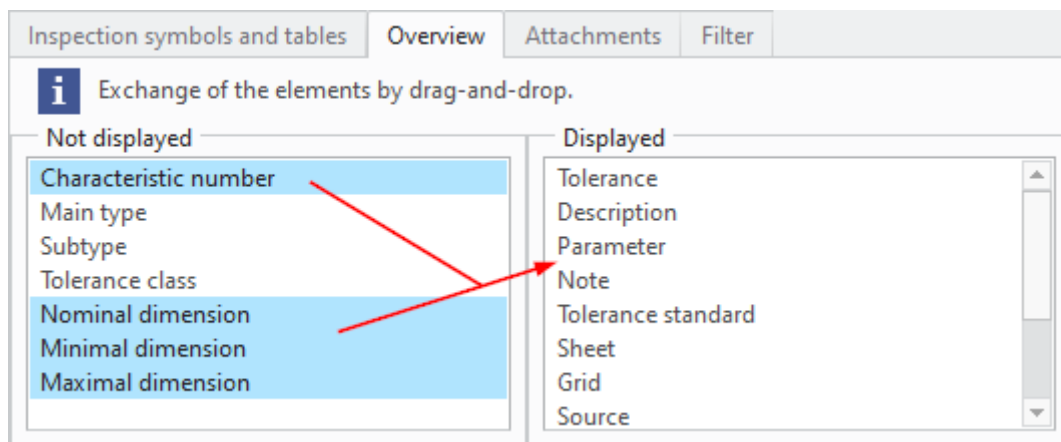 Inspection symbols and tables
Overview
Attachments
Filter
i
Exchange of the elements by drag-and-drop.
Not displayed
Characteristic number
Main type
Subtype
Tolerance class
Nominal dimension
Minimal dimension
Maximal dimension
Displayed
Tolerance
Description
Parameter
Note
Tolerance standard
Sheet
Grid
Source